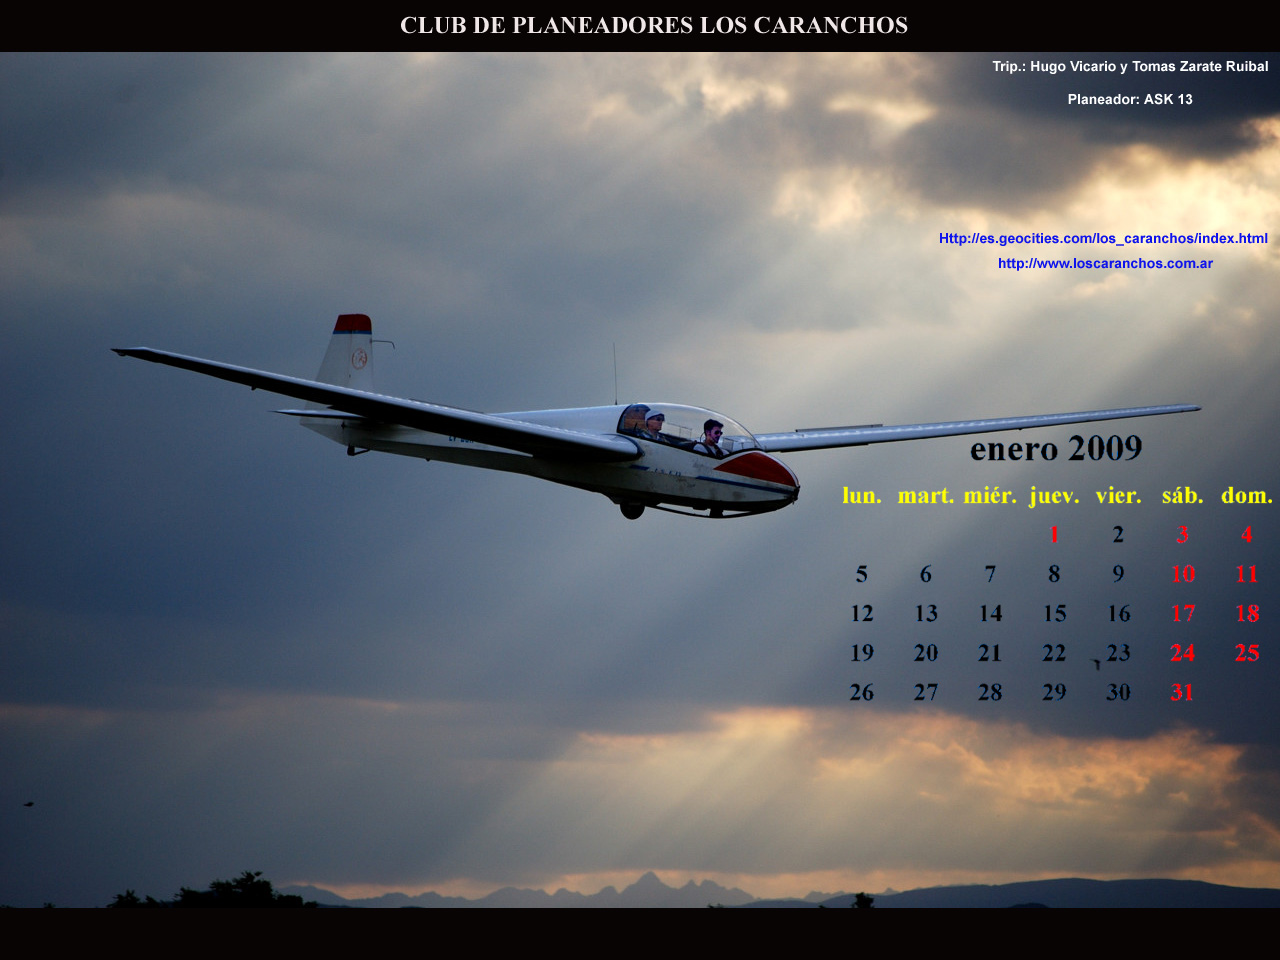 CLUB DE PLANEADORES LOS CARANCHOS
Trip.: Hugo Vicario y Tomas Zarate Ruibal
Planeador: ASK 13
Http://es.geocities.com/los_caranchos/index.html
http://www.loscaranchos.com.ar
enero 2009
lun. mart. miér. juev. vier. sáb. dom.
1 2 3 4
5 6 7 8 9 10 11
12 13 14 15 16 17 18
19 20 21 22 23 24 25
26 27 28 29 30 31